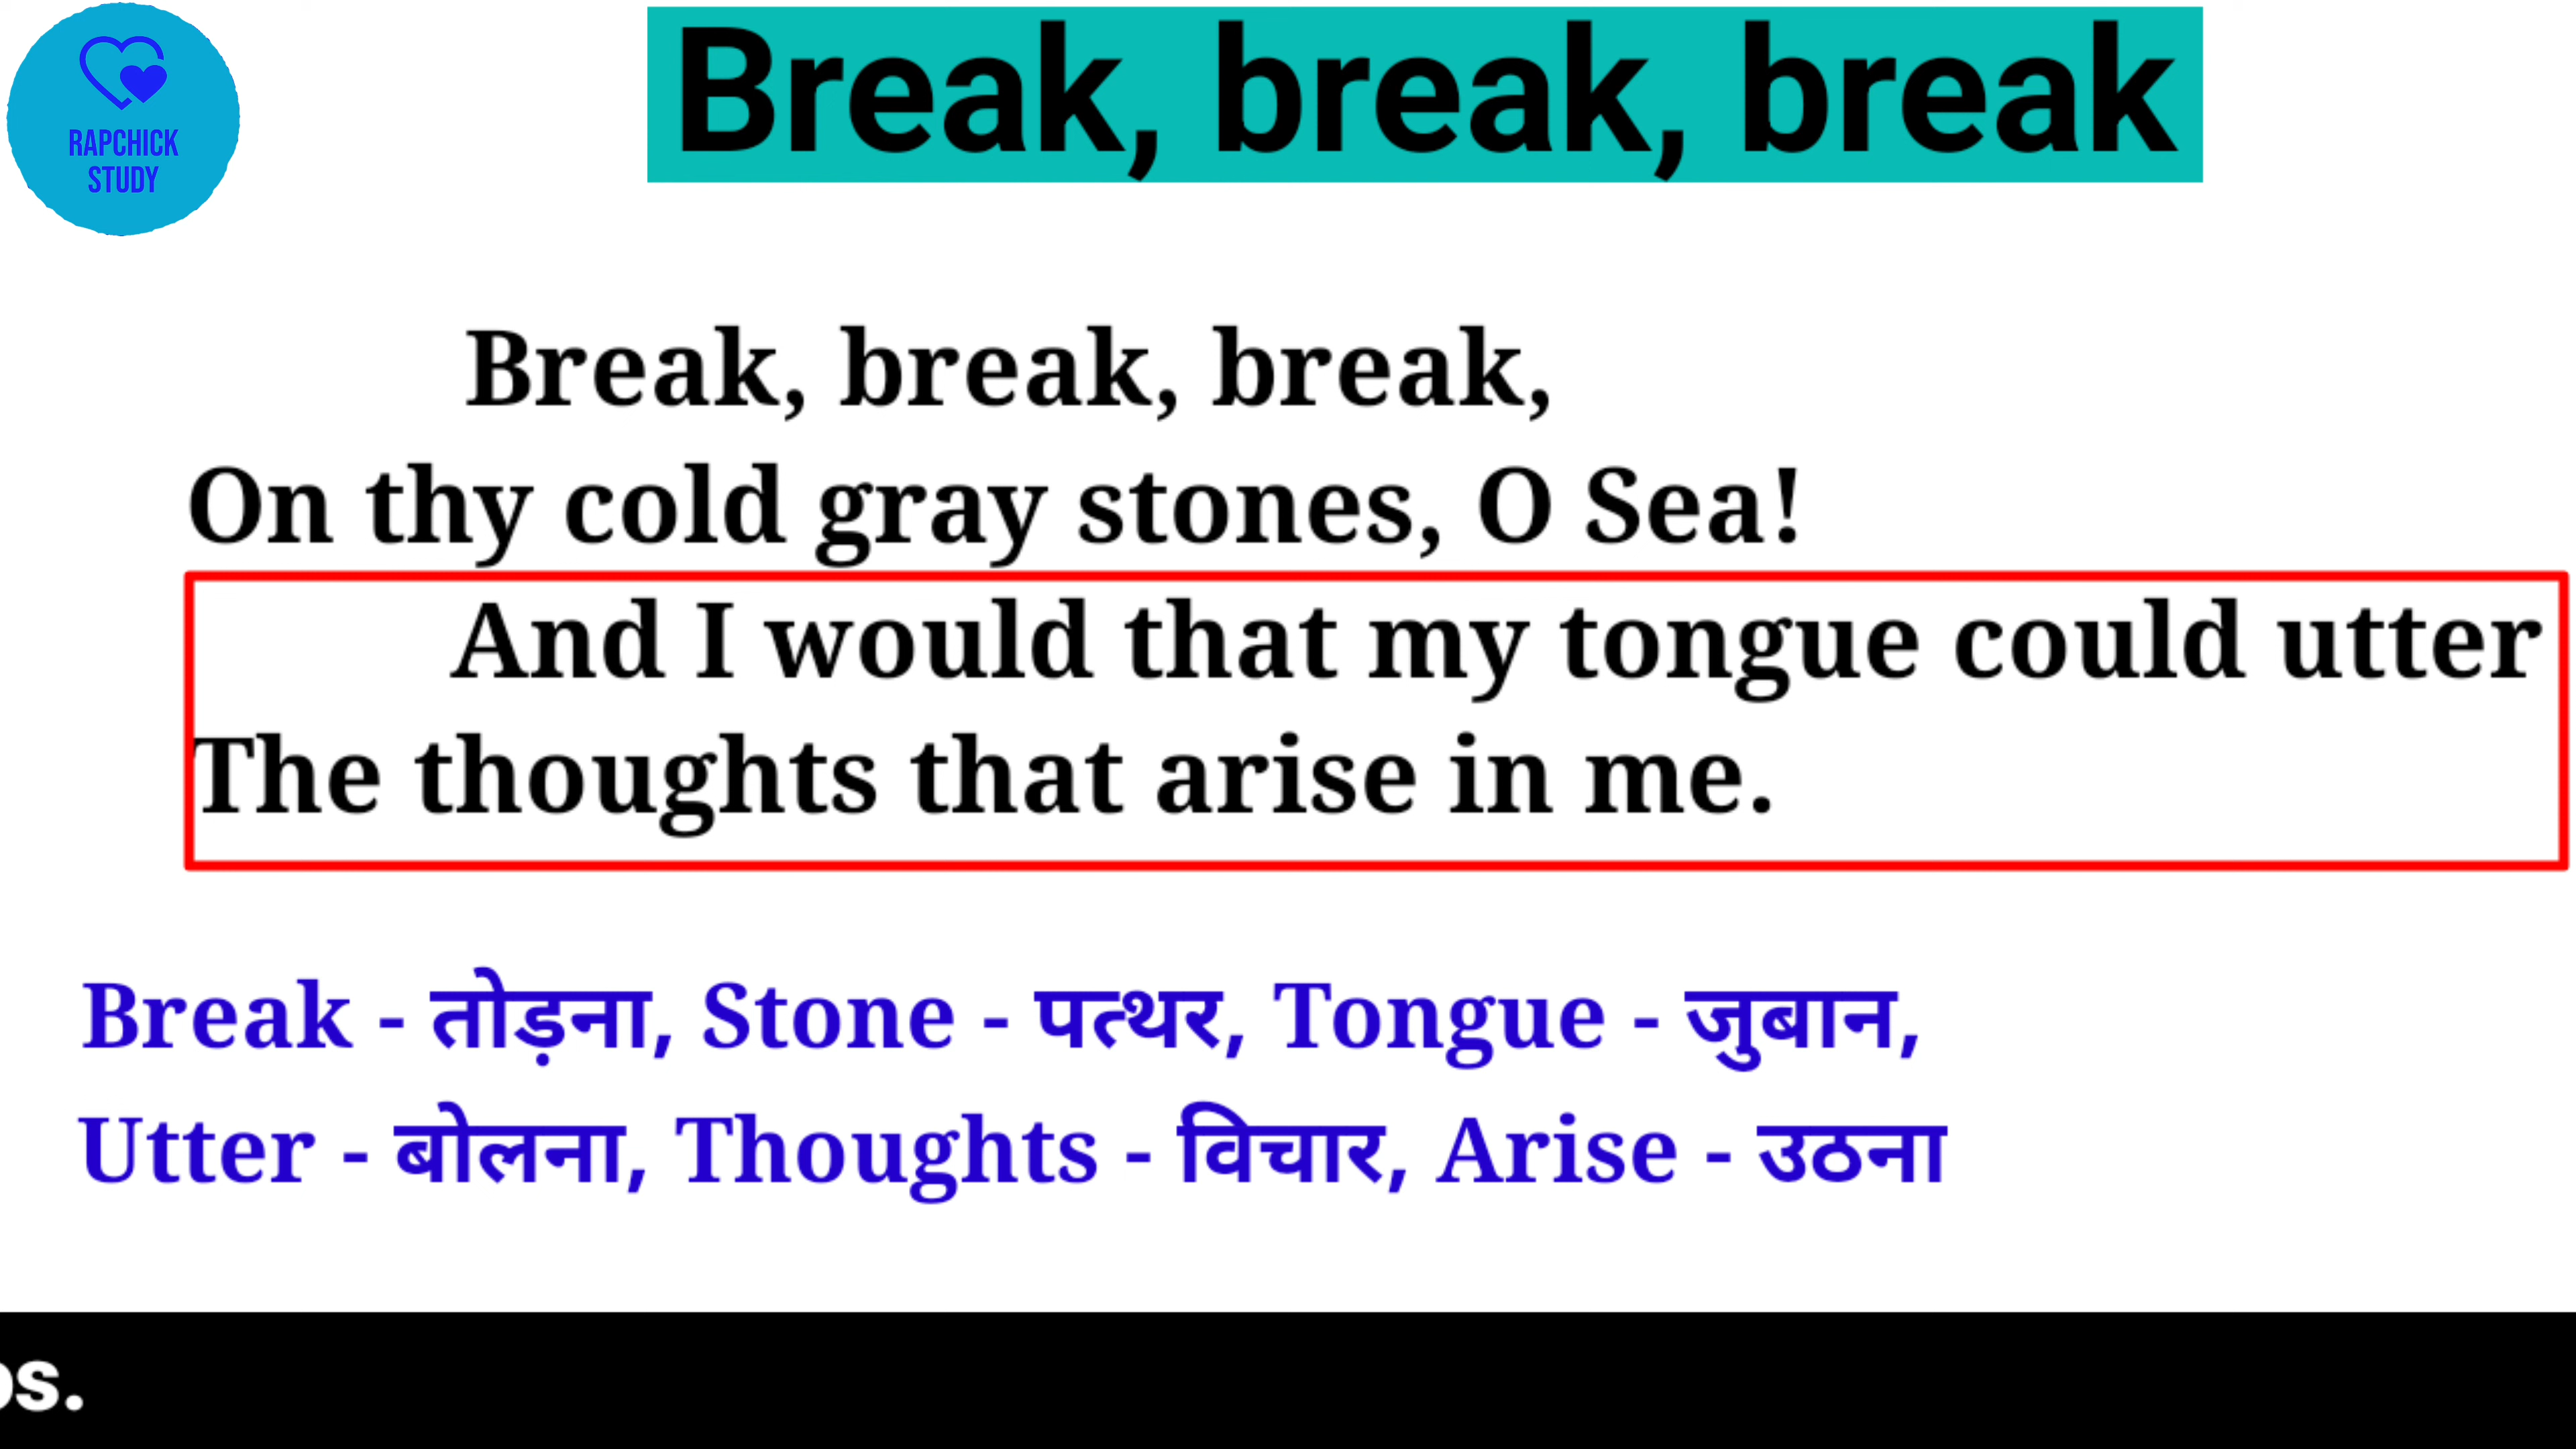 RAPCHICK
STUDY
Break, break, break
Break, break, break,
On thy cold gray stones, O Sea!
And I would that my tongue could utter
The thoughts that arise in me.
Break - तोड़ना, Stone - पत्थर, Tongue - जुबान,
Utter - बोलना, Thoughts - विचार, Arise - उठना